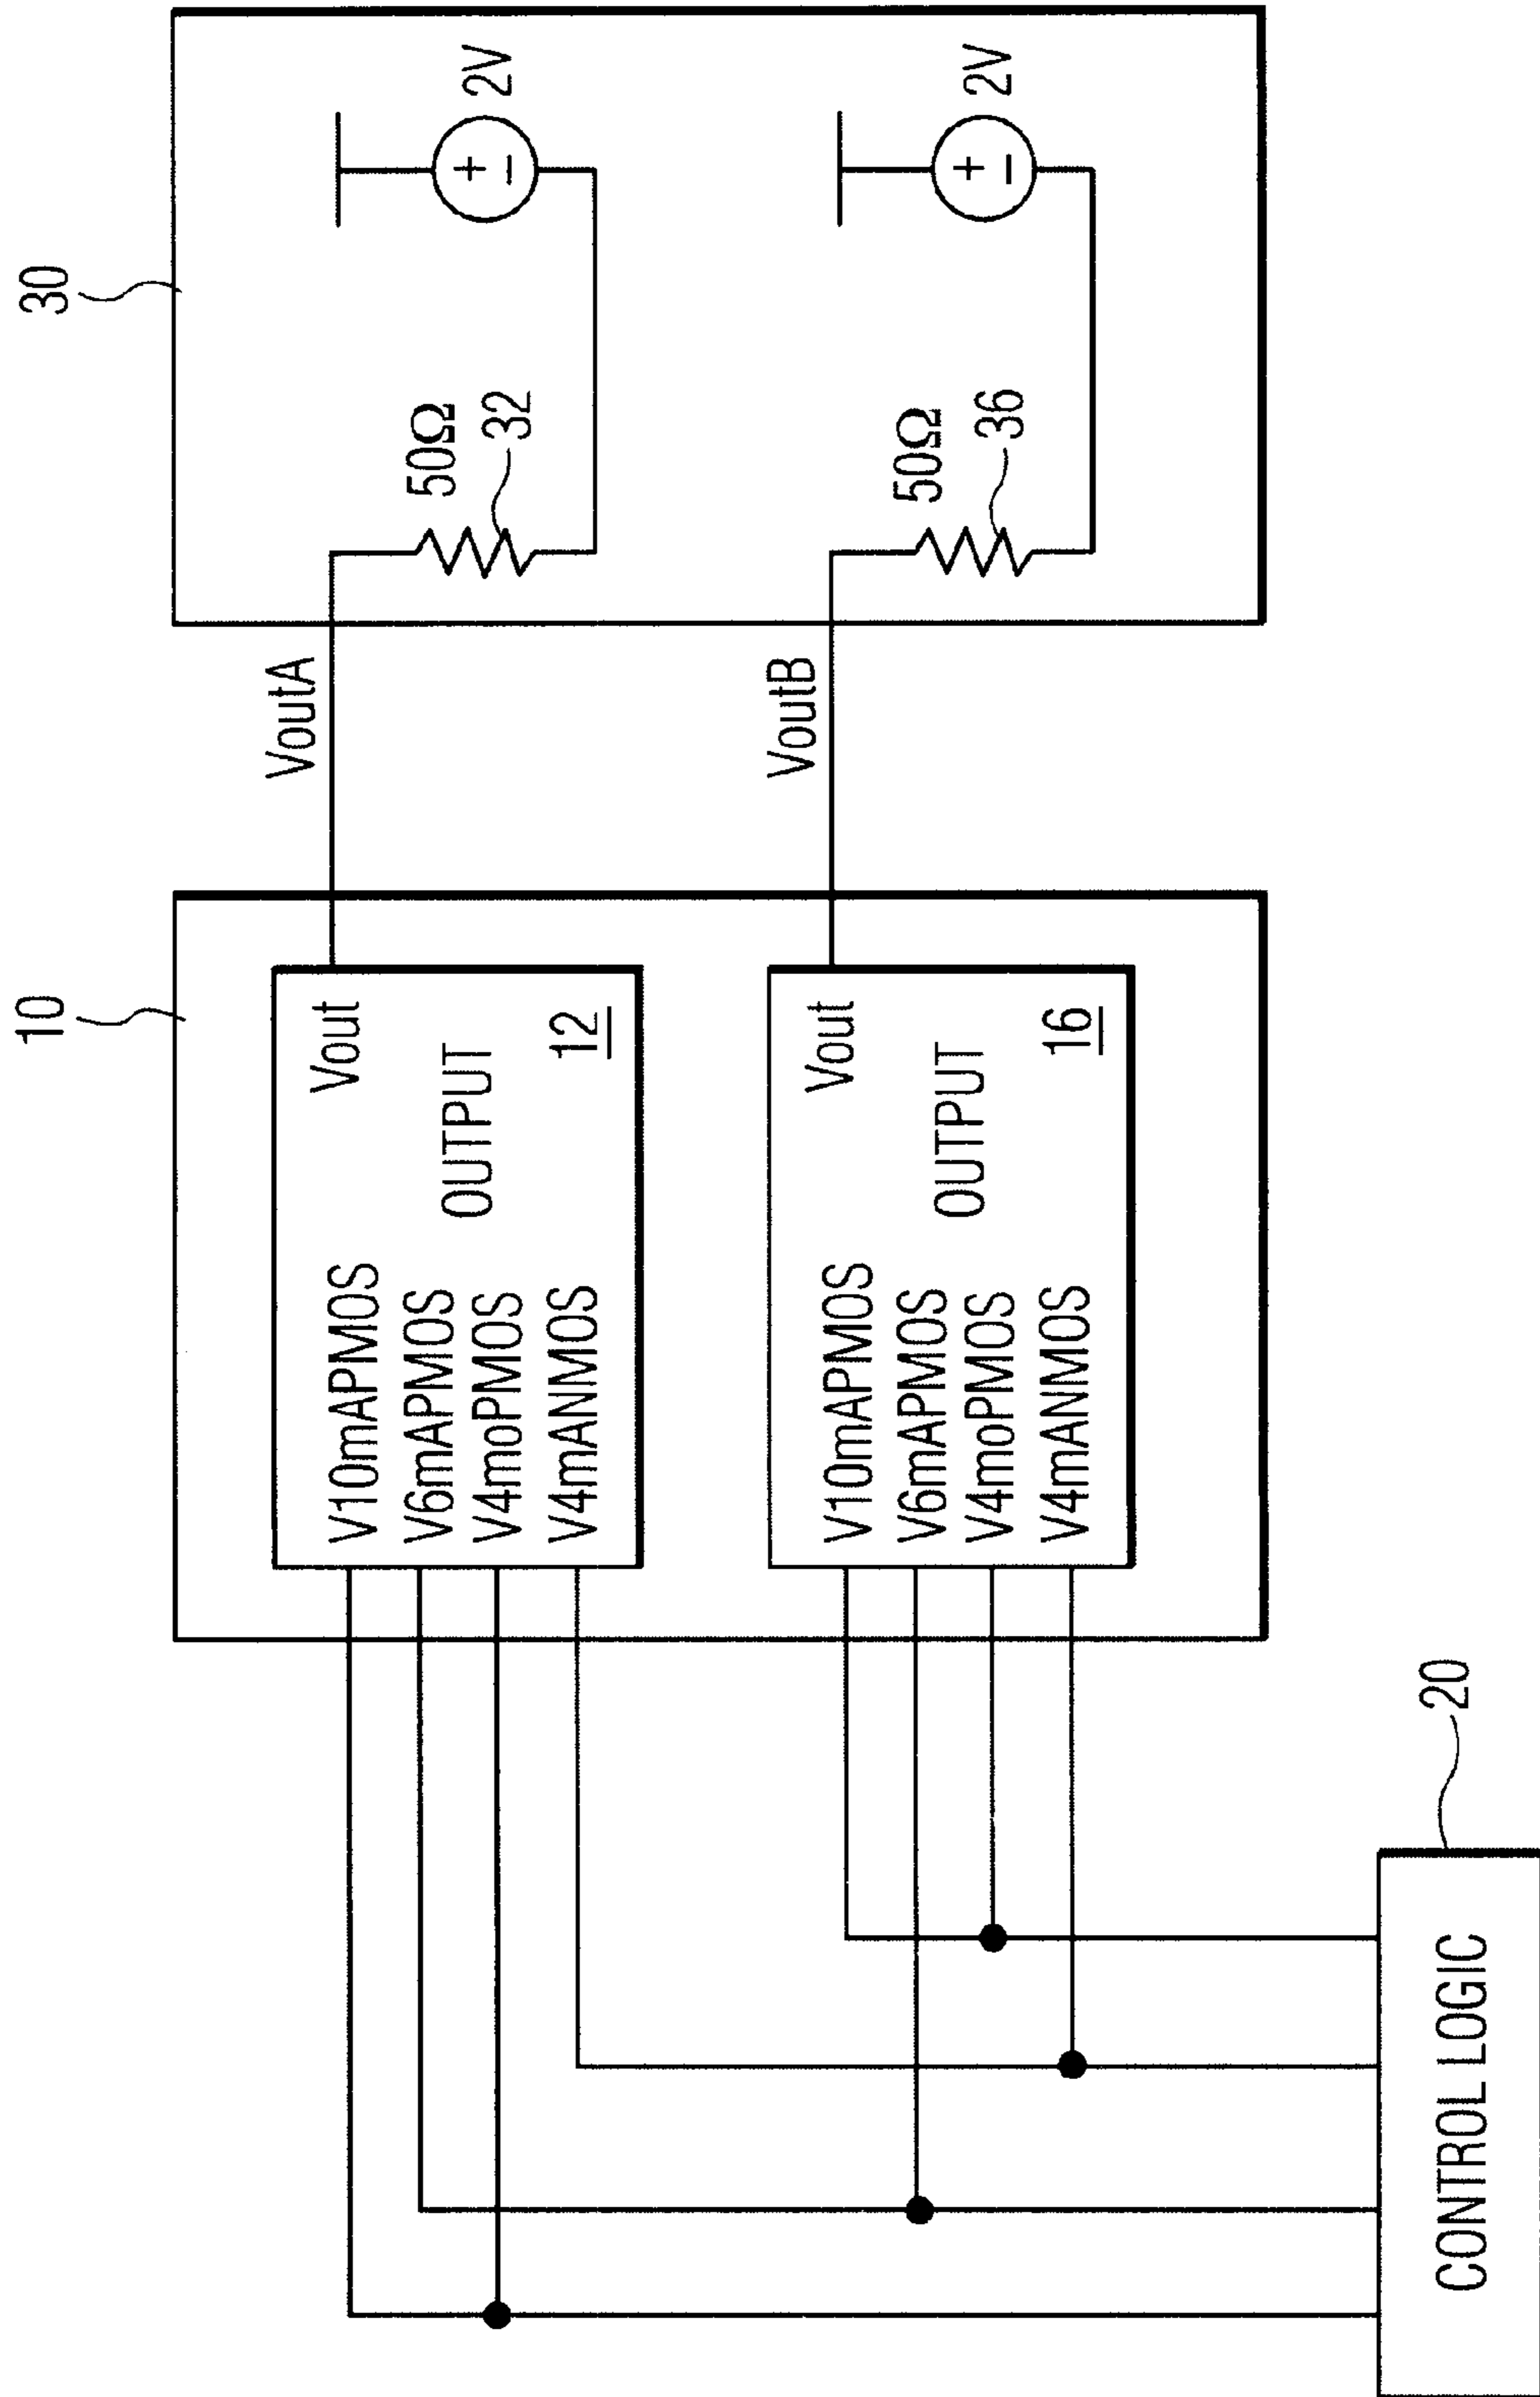 10
30
VoutA
VoutB
V10mAPMOS
V6mAPMOS
V4moPMOS
V4mANMOS
Vout
OUTPUT
12
V10mAPMOS
V6mAPMOS
V4moPMOS
V4mANMOS
Vout
OUTPUT
16
50Ω
32
2V
+
–
50Ω
36
2V
+
–
20
CONTROL LOGIC